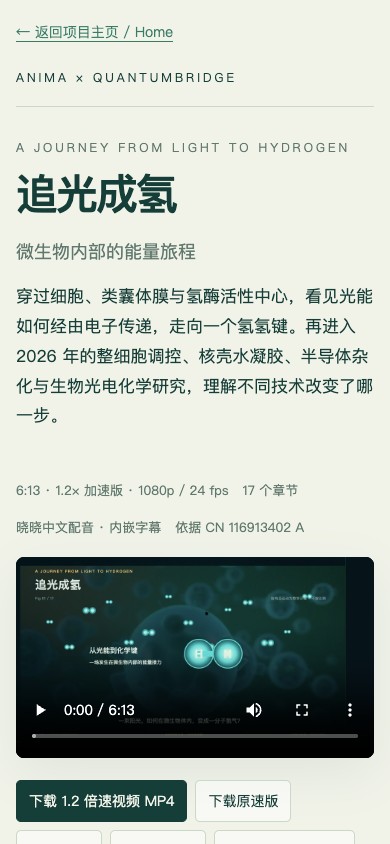 ← 返回项目主页 / Home
ANIMA × QUANTUMBRIDGE
A JOURNEY FROM LIGHT TO HYDROGEN
追光成氢
微生物内部的能量旅程
穿过细胞、类囊体膜与氢酶活性中心，看见光能
如何经由电子传递，走向一个氢氢键。再进入
2026 年的整细胞调控、核壳水凝胶、半导体杂
化与生物光电化学研究，理解不同技术改变了哪
一步。
6:13 · 1.2× 加速版 · 1080p / 24 fps 17 个章节
晓晓中文配音 · 内嵌字幕 依据 CN 116913402 A
A JOURNEY FROM LIGHT TO HYDROGEN
追光成氢
从光能到化学键
一场发生在微生物内部的能量接力
H H
0:00 / 6:13
下载 1.2 倍速视频 MP4
下载原速版